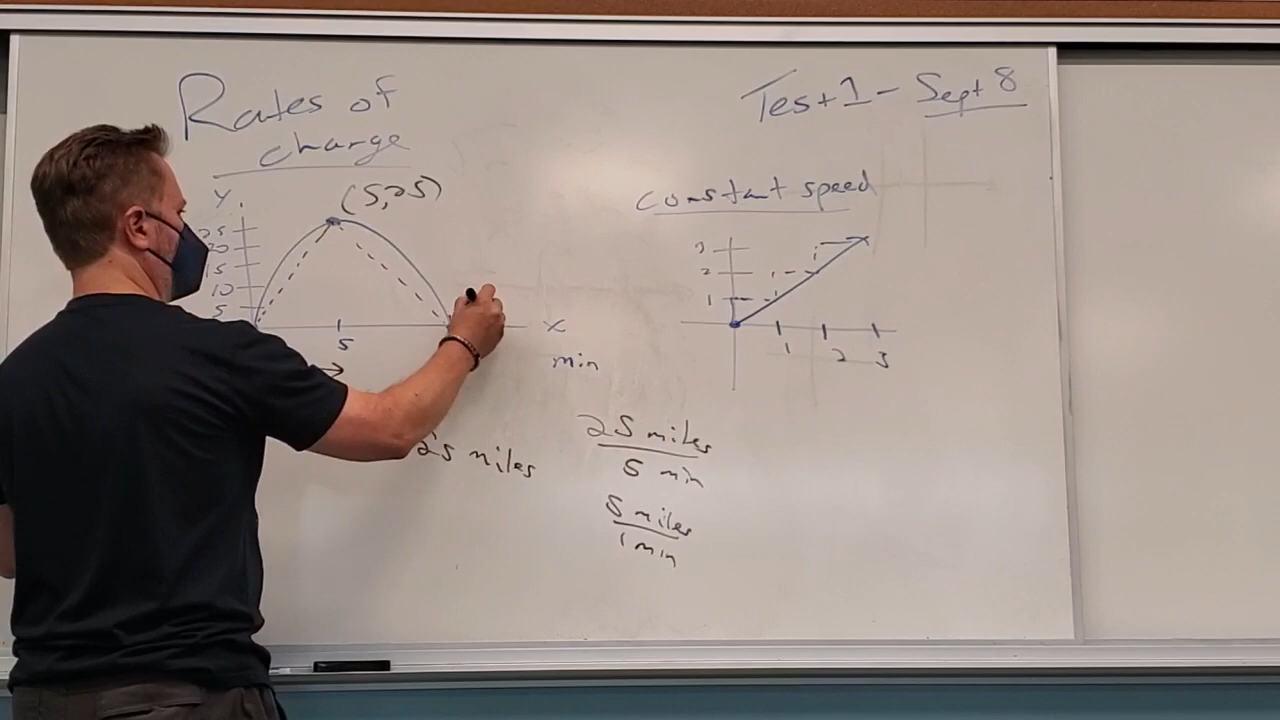 Rates of
change
Test 1 - Sept 8
constant speed
Y
(5,25)
25
20
15
10
5
5
x
min
3
2
1
1
2
3
25 miles
25 miles
5 min
5 miles
1 min